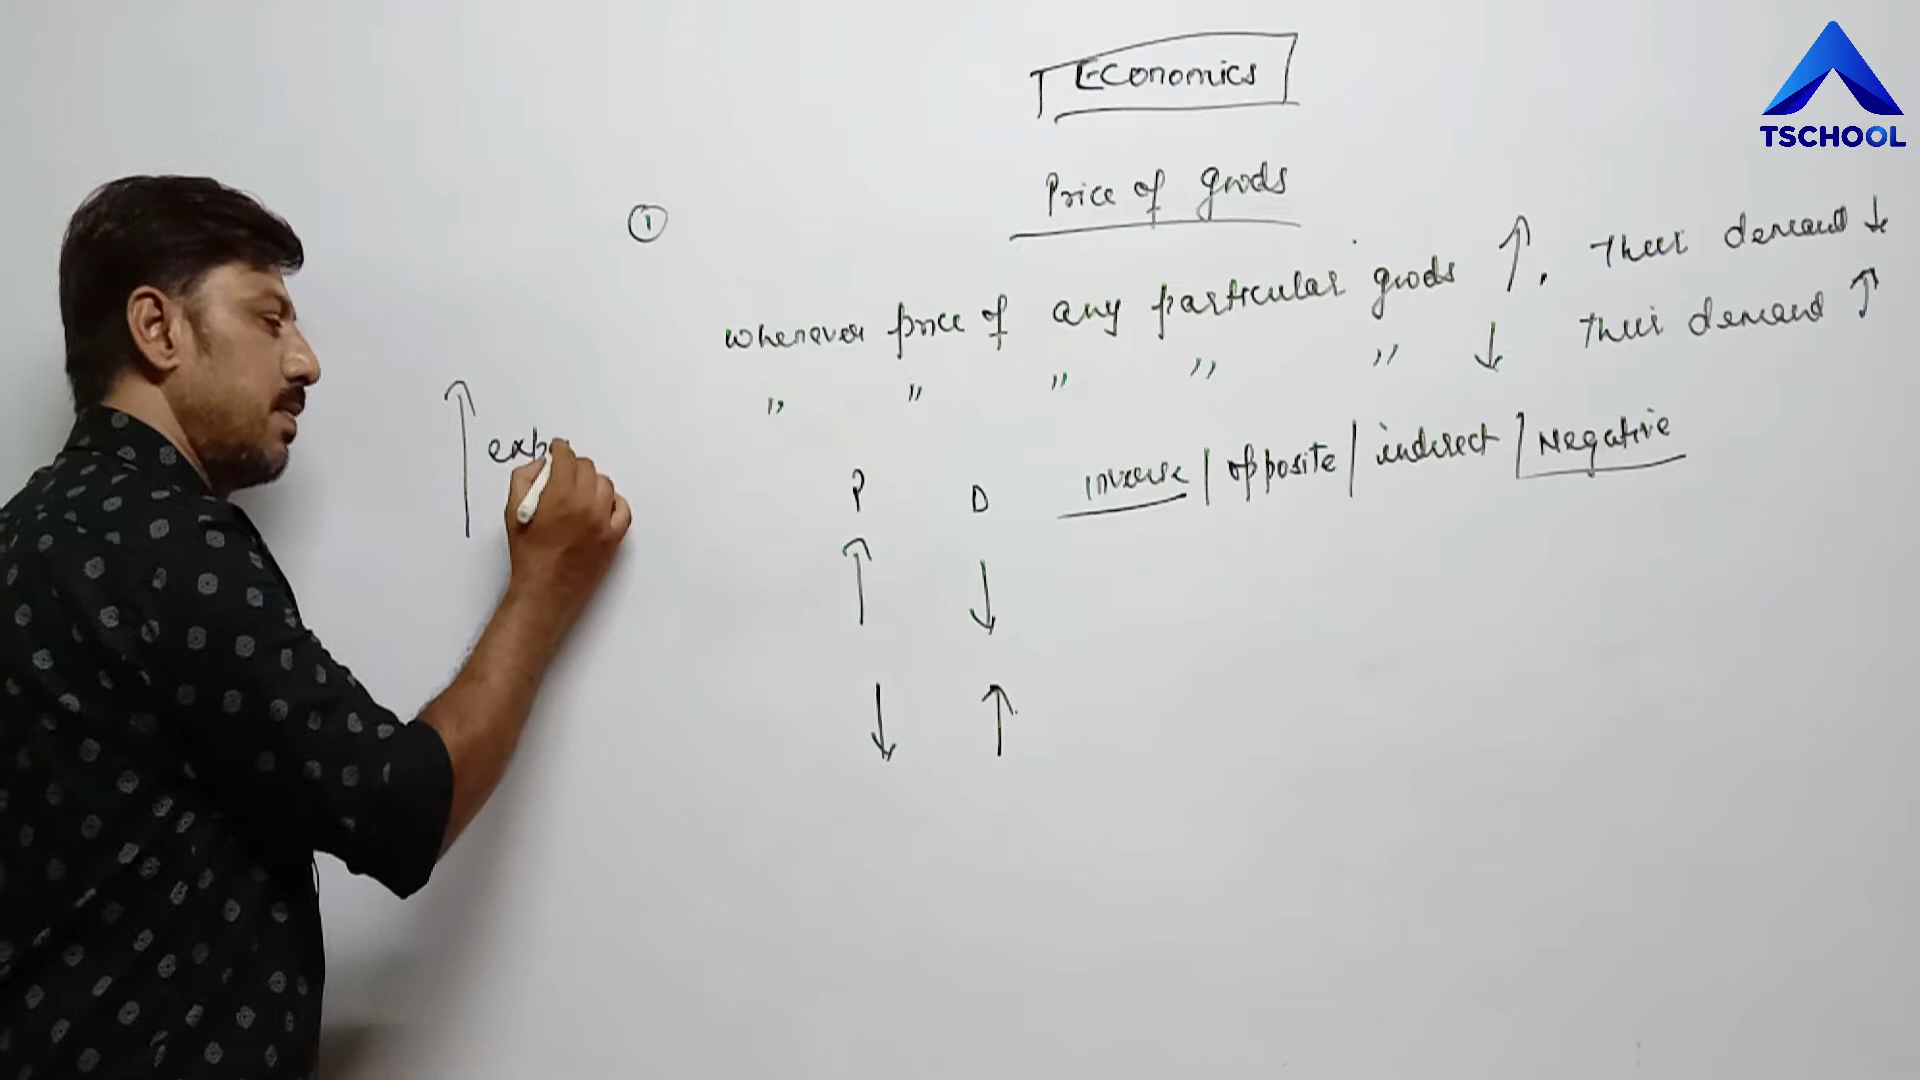 Economics
TSCHOOL
Price of goods
①
whenever price of any particular goods ↑. Their demand ↓
" " " " " ↓ Their demand ↑
↑ exp
P D inverse / opposite / indirect / Negative
↑ ↓
↓ ↑